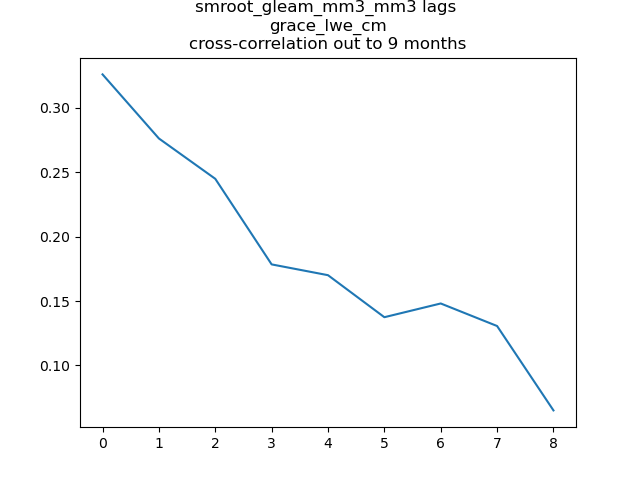 smroot_gleam_mm3_mm3 lags
grace_lwe_cm
cross-correlation out to 9 months
0.30
0.25
0.20
0.15
0.10
0 1 2 3 4 5 6 7 8